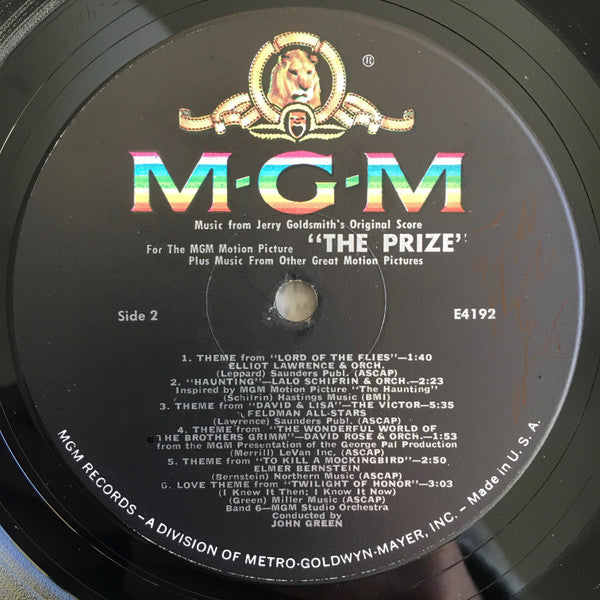 ®
M-G-M
Music from Jerry Goldsmith's Original Score
For The MGM Motion Picture "THE PRIZE"
Plus Music From Other Great Motion Pictures
Side 2
E4192
1. THEME from "LORD OF THE FLIES"—1:40
ELLIOT LAWRENCE & ORCH.
(Leppard) Saunders Publ. (ASCAP)
2. "HAUNTING"—LALO SCHIFRIN & ORCH.—2:23
Inspired by MGM Motion Picture "The Haunting"
(Schifrin) Hastings Music (BMI)
3. THEME from "DAVID & LISA"—THE VICTOR—5:35
FELDMAN ALL-STARS
(Lawrence) Saunders Publ. (ASCAP)
4. THEME from "THE WONDERFUL WORLD OF
THE BROTHERS GRIMM"—DAVID ROSE & ORCH.—1:53
from the MGM Presentation of the George Pal Production
(Merrill) LeVan Inc. (ASCAP)
5. THEME from "TO KILL A MOCKINGBIRD"—2:50
ELMER BERNSTEIN
(Bernstein) Northern Music (ASCAP)
6. LOVE THEME from "TWILIGHT OF HONOR"—3:03
(I Knew It Then; I Know It Now)
(Green) Miller Music (ASCAP)
Band 6—MGM Studio Orchestra
Conducted by
JOHN GREEN
MGM RECORDS—A DIVISION OF METRO-GOLDWYN-MAYER, INC.—Made in U.S.A.